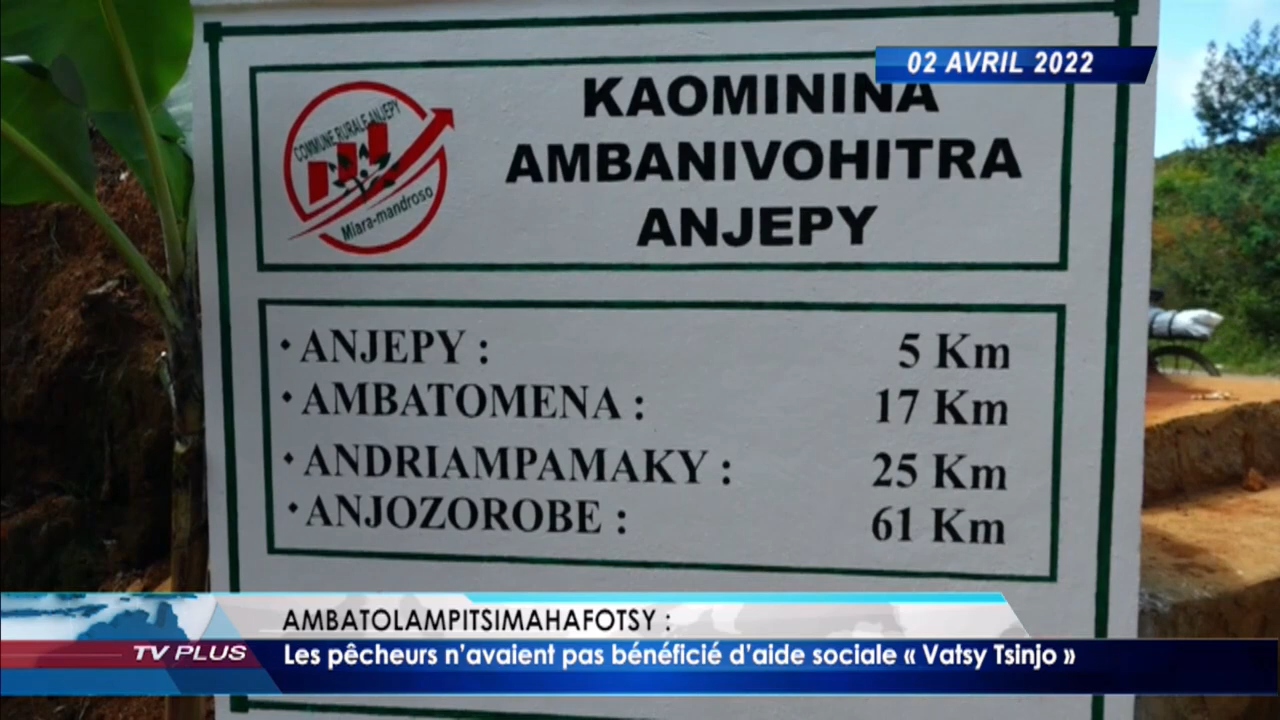 02 AVRIL 2022
COMMUNE RURALE ANJEPY
Miara-mandroso
KAOMININA
AMBANIVOHITRA
ANJEPY
• ANJEPY : 5 Km
• AMBATOMENA : 17 Km
• ANDRIAMPAMAKY : 25 Km
• ANJOZOROBE : 61 Km
AMBATOLAMPITSIMAHAFOTSY :
TV PLUS
Les pêcheurs n'avaient pas bénéficié d'aide sociale « Vatsy Tsinjo »